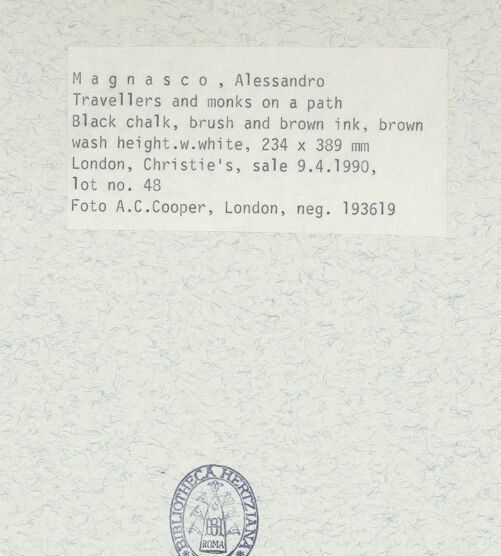 M a g n a s c o , Alessandro
Travellers and monks on a path
Black chalk, brush and brown ink, brown
wash height.w.white, 234 x 389 mm
London, Christie's, sale 9.4.1990,
lot no. 48
Foto A.C.Cooper, London, neg. 193619
BIBLIOTHECA HERTZIANA
ROMA